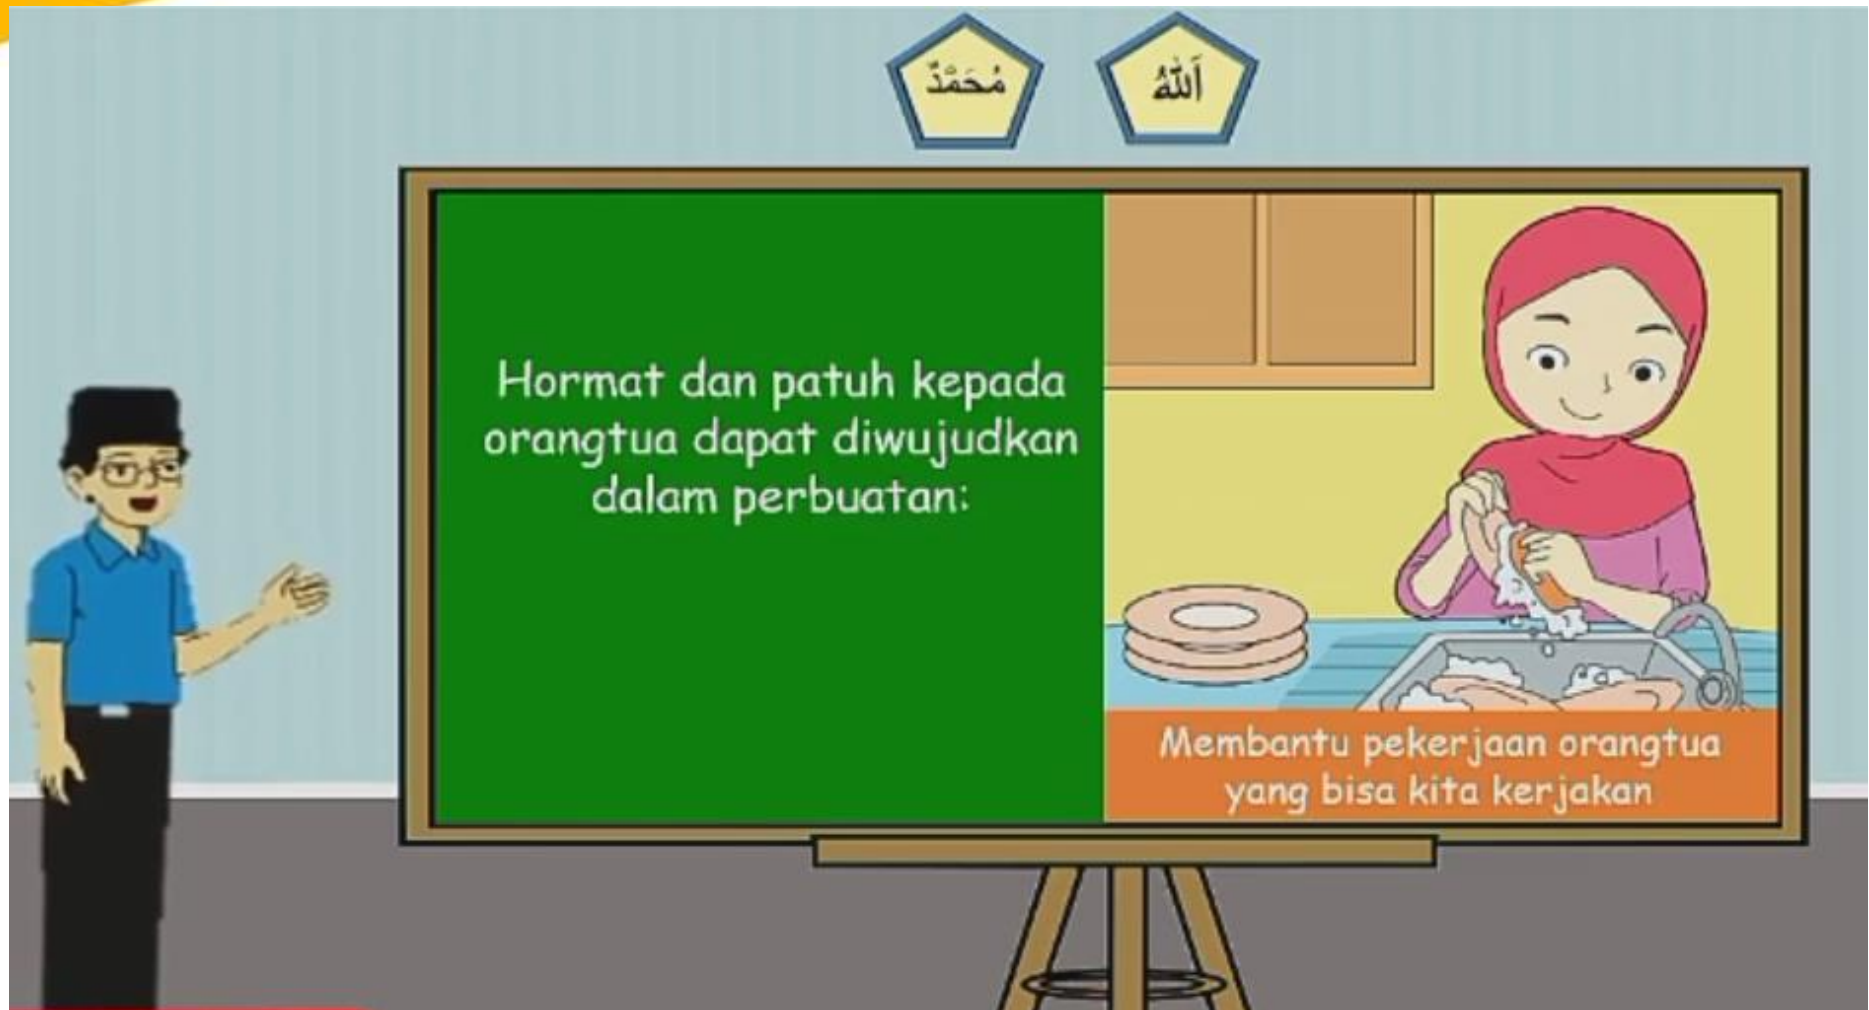 مُحَمَّدٌ
اَللّٰهُ
Hormat dan patuh kepada
orangtua dapat diwujudkan
dalam perbuatan:
Membantu pekerjaan orangtua
yang bisa kita kerjakan